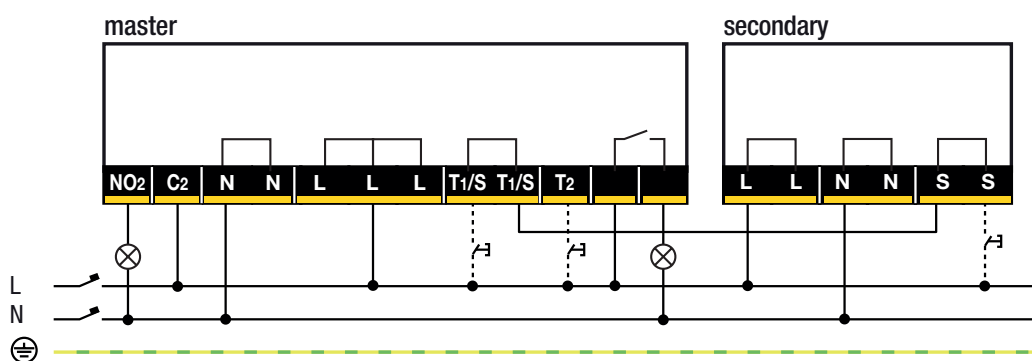 master secondary
NO2 C2 N N L L L T1/S T1/S T2 L L N N S S
L
N